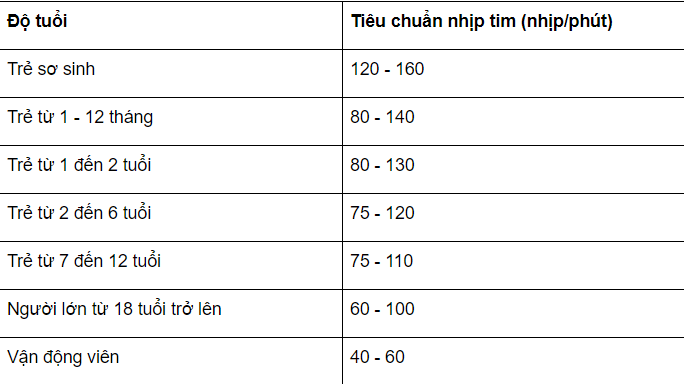 Độ tuổi Tiêu chuẩn nhịp tim (nhịp/phút)
Trẻ sơ sinh 120 - 160
Trẻ từ 1 - 12 tháng 80 - 140
Trẻ từ 1 đến 2 tuổi 80 - 130
Trẻ từ 2 đến 6 tuổi 75 - 120
Trẻ từ 7 đến 12 tuổi 75 - 110
Người lớn từ 18 tuổi trở lên 60 - 100
Vận động viên 40 - 60